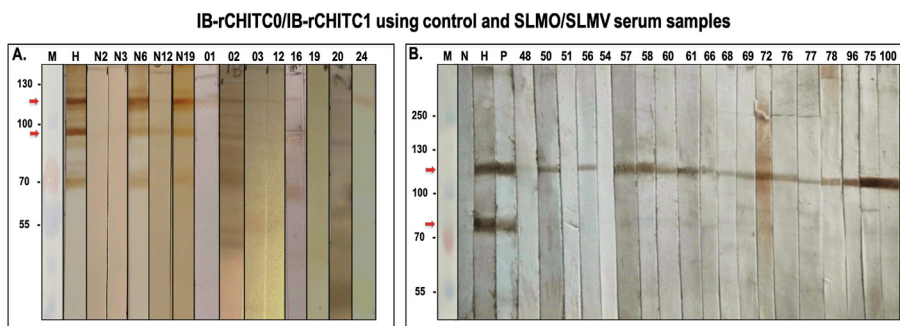 IB-rCHITC0/IB-rCHITC1 using control and SLMO/SLMV serum samples
A.
M H N2 N3 N6 N12 N19 01 02 03 12 16 19 20 24
130 -
100 -
70 -
55 -
B.
M N H P 48 50 51 56 54 57 58 60 61 66 68 69 72 76 77 78 96 75 100
250 -
130 -
100 -
70 -
55 -